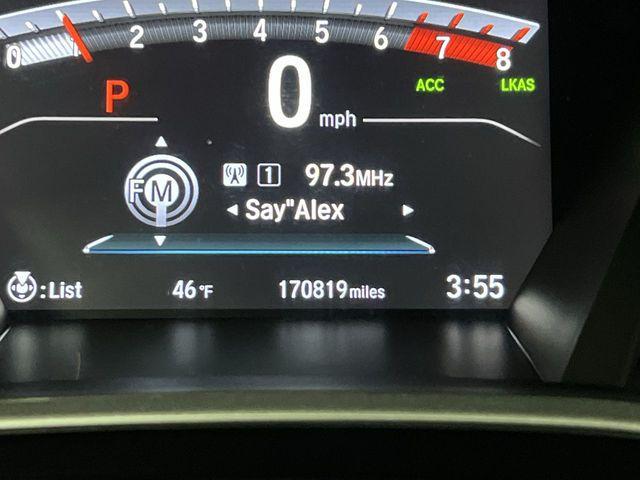 0 1 2 3 4 5 6 7 8
P 0 mph ACC LKAS
FM 1 97.3MHz
Say"Alex
:List 46°F 170819miles 3:55